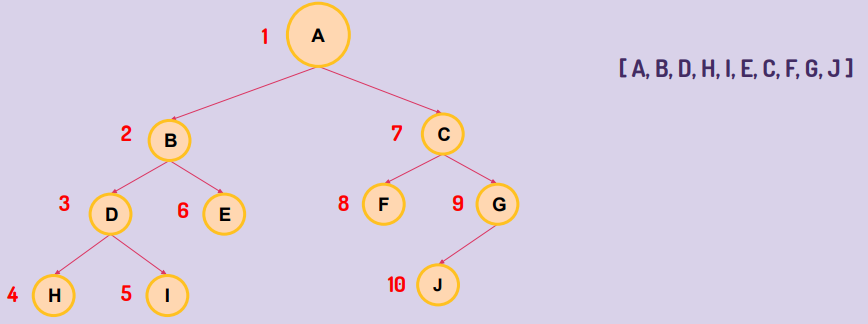 1 A
[ A, B, D, H, I, E, C, F, G, J ]
2 B 7 C
3 D 6 E 8 F 9 G
4 H 5 I 10 J